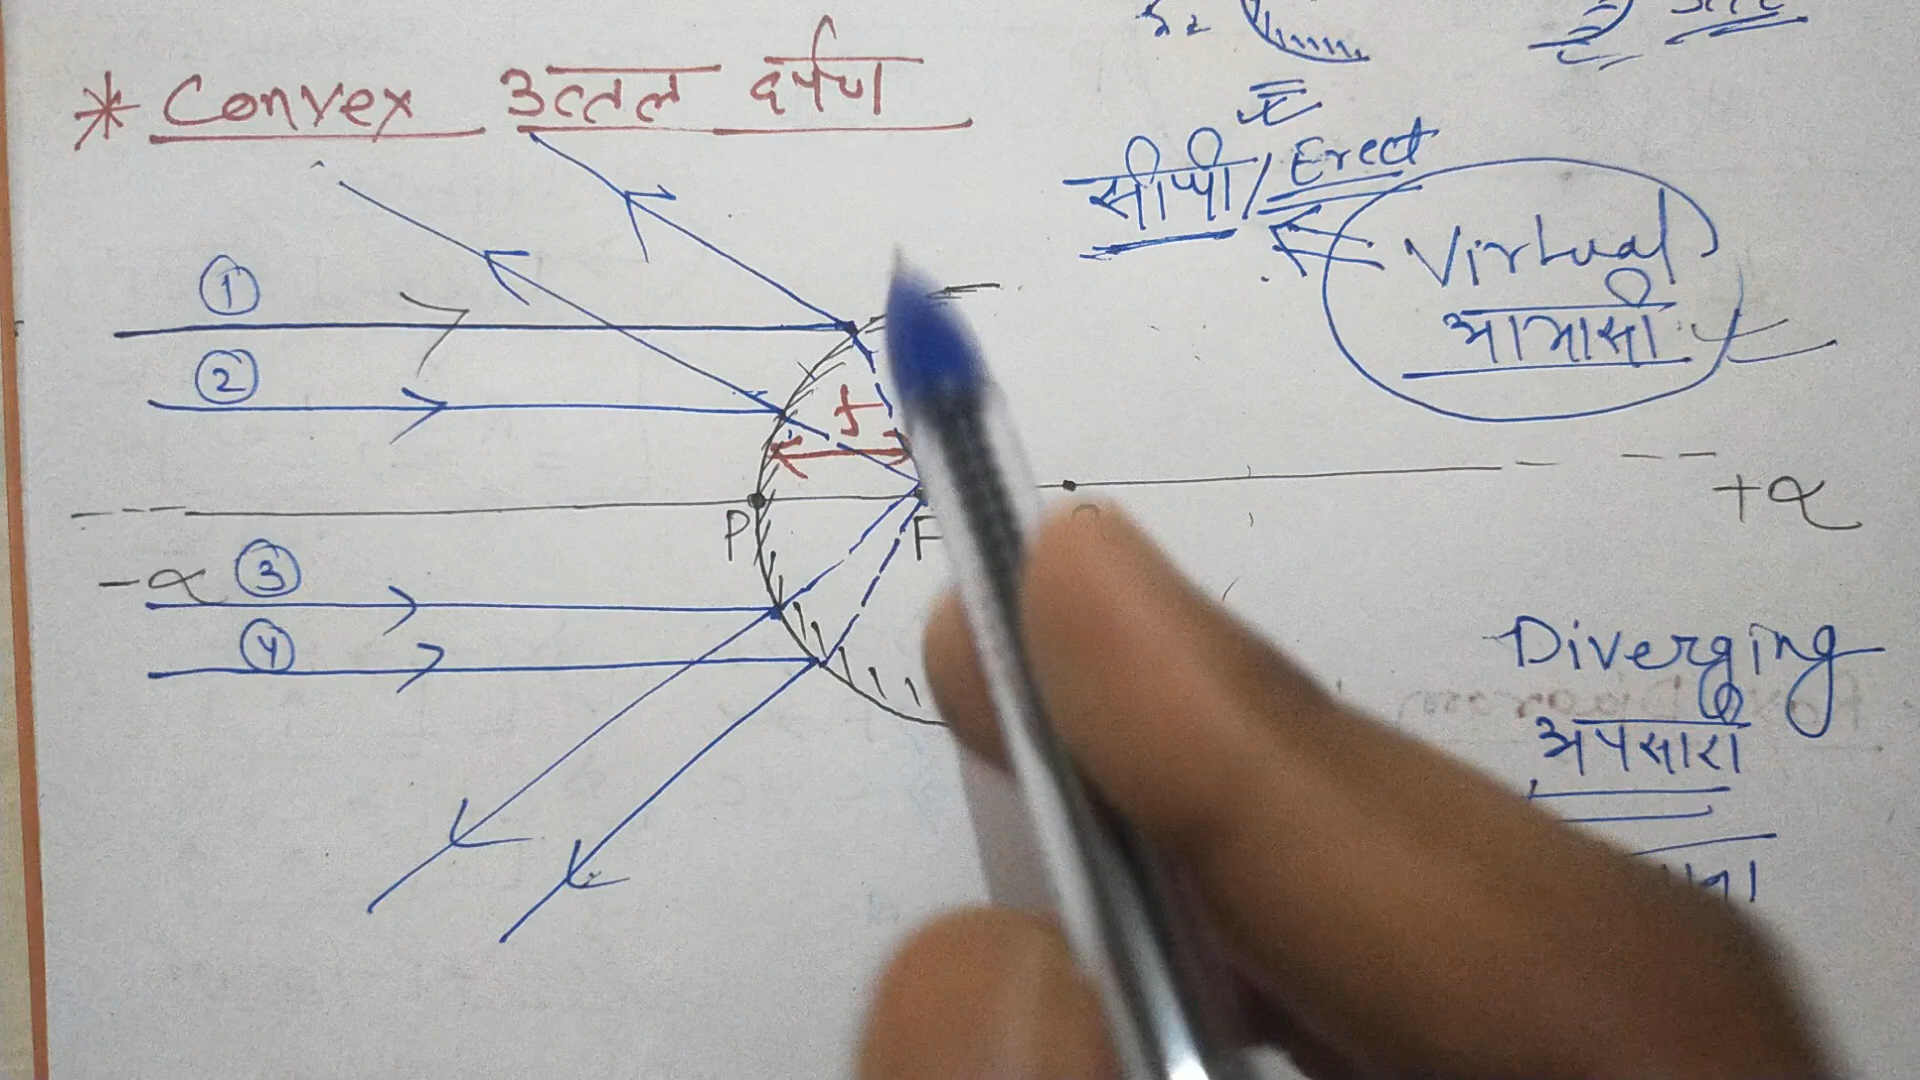 * Convex उत्तल दर्पण
सीपी/Erect
Virtual
आभासी
①
②
f
P F
+∝
-∝
③
④
Diverging
अपसारी